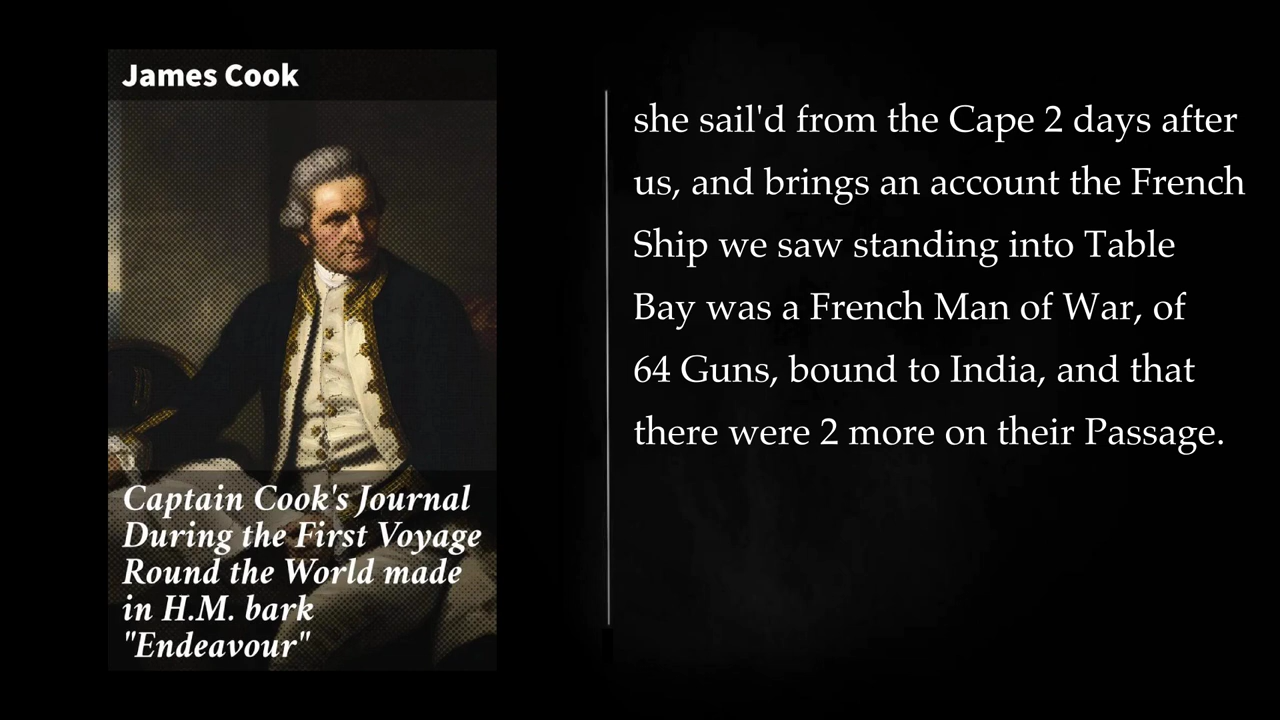 James Cook
Captain Cook's Journal
During the First Voyage
Round the World made
in H.M. bark
"Endeavour"
she sail'd from the Cape 2 days after
us, and brings an account the French
Ship we saw standing into Table
Bay was a French Man of War, of
64 Guns, bound to India, and that
there were 2 more on their Passage.